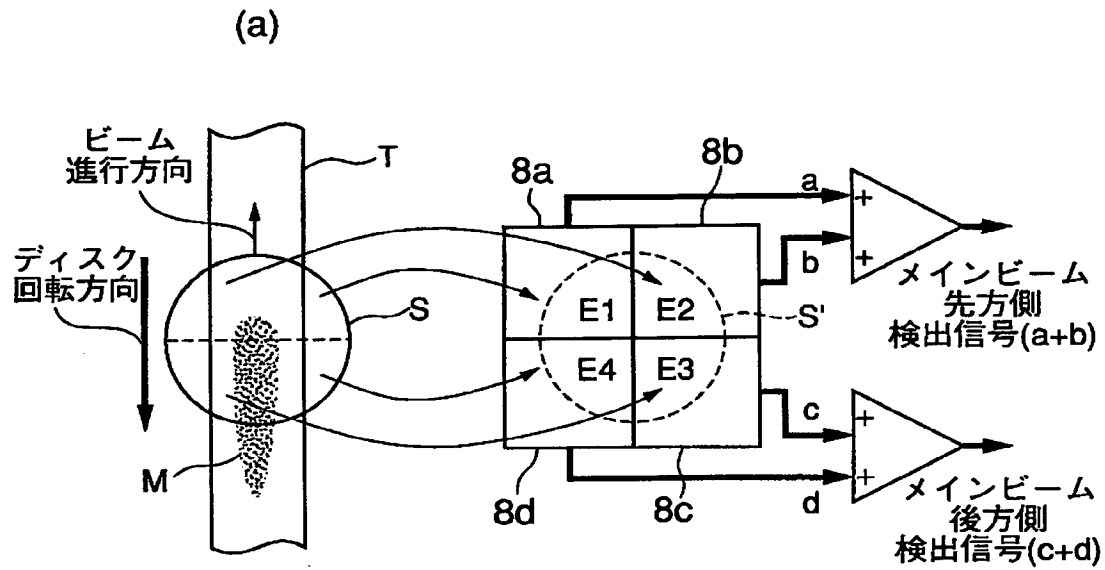 (a)
ビーム
進行方向
T
ディスク
回転方向
S
M
8a
8b
E1
E2
E4
E3
S'
8d
8c
a
b
c
d
+
+
+
+
メインビーム
先方側
検出信号(a+b)
メインビーム
後方側
検出信号(c+d)